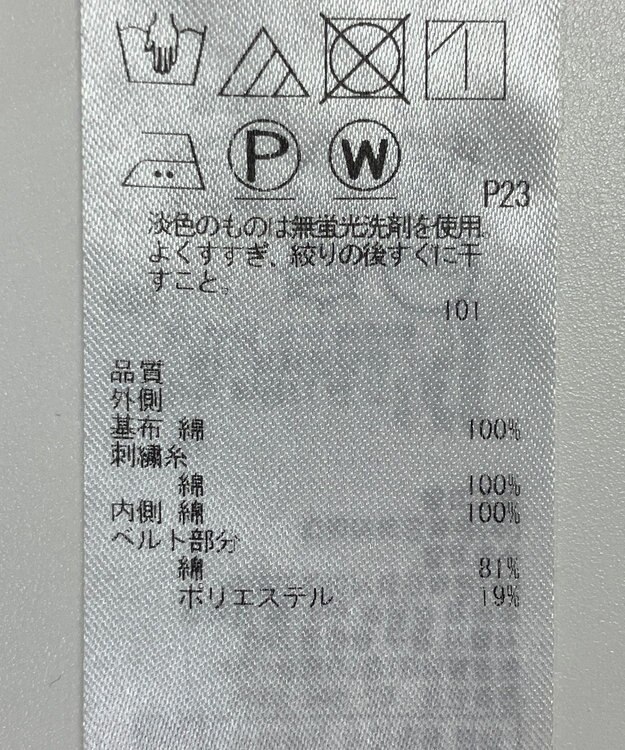 P W
P23
淡色のものは無蛍光洗剤を使用.
よくすすぎ、絞りの後すぐに干
すこと。
101
品質
外側
基布 綿 100%
刺繍糸
綿 100%
内側 綿 100%
ベルト部分
綿 81%
ポリエステル 19%